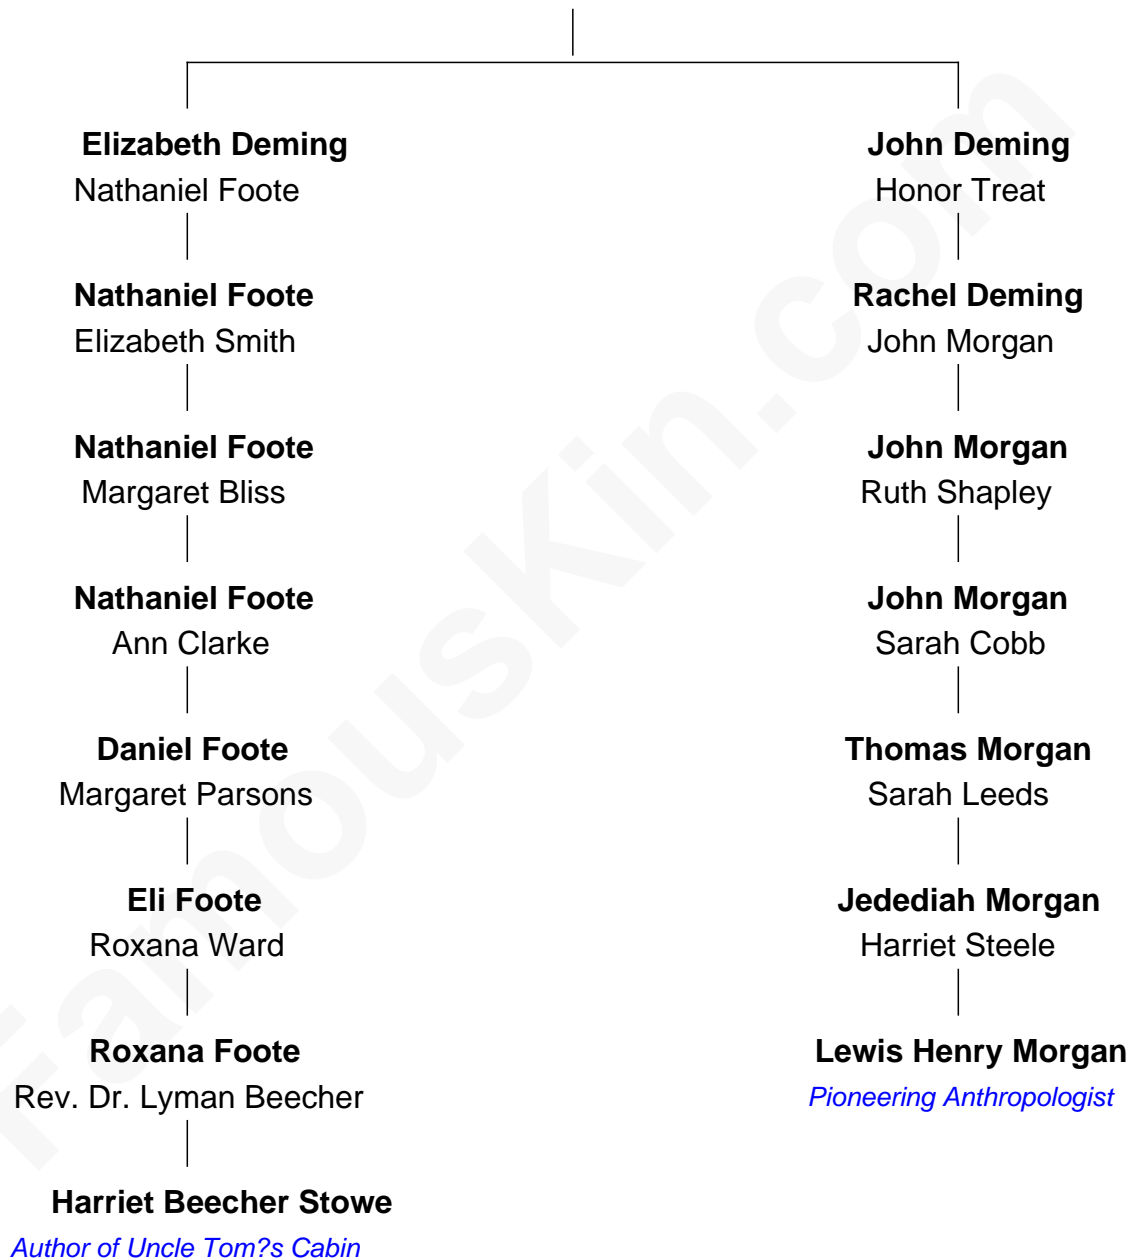 Elizabeth Deming
Nathaniel Foote
Nathaniel Foote
Elizabeth Smith
Nathaniel Foote
Margaret Bliss
Nathaniel Foote
Ann Clarke
Daniel Foote
Margaret Parsons
Eli Foote
Roxana Ward
Roxana Foote
Rev. Dr. Lyman Beecher
Harriet Beecher Stowe
Author of Uncle Tom?s Cabin
John Deming
Honor Treat
Rachel Deming
John Morgan
John Morgan
Ruth Shapley
John Morgan
Sarah Cobb
Thomas Morgan
Sarah Leeds
Jedediah Morgan
Harriet Steele
Lewis Henry Morgan
Pioneering Anthropologist
FamousKin.com